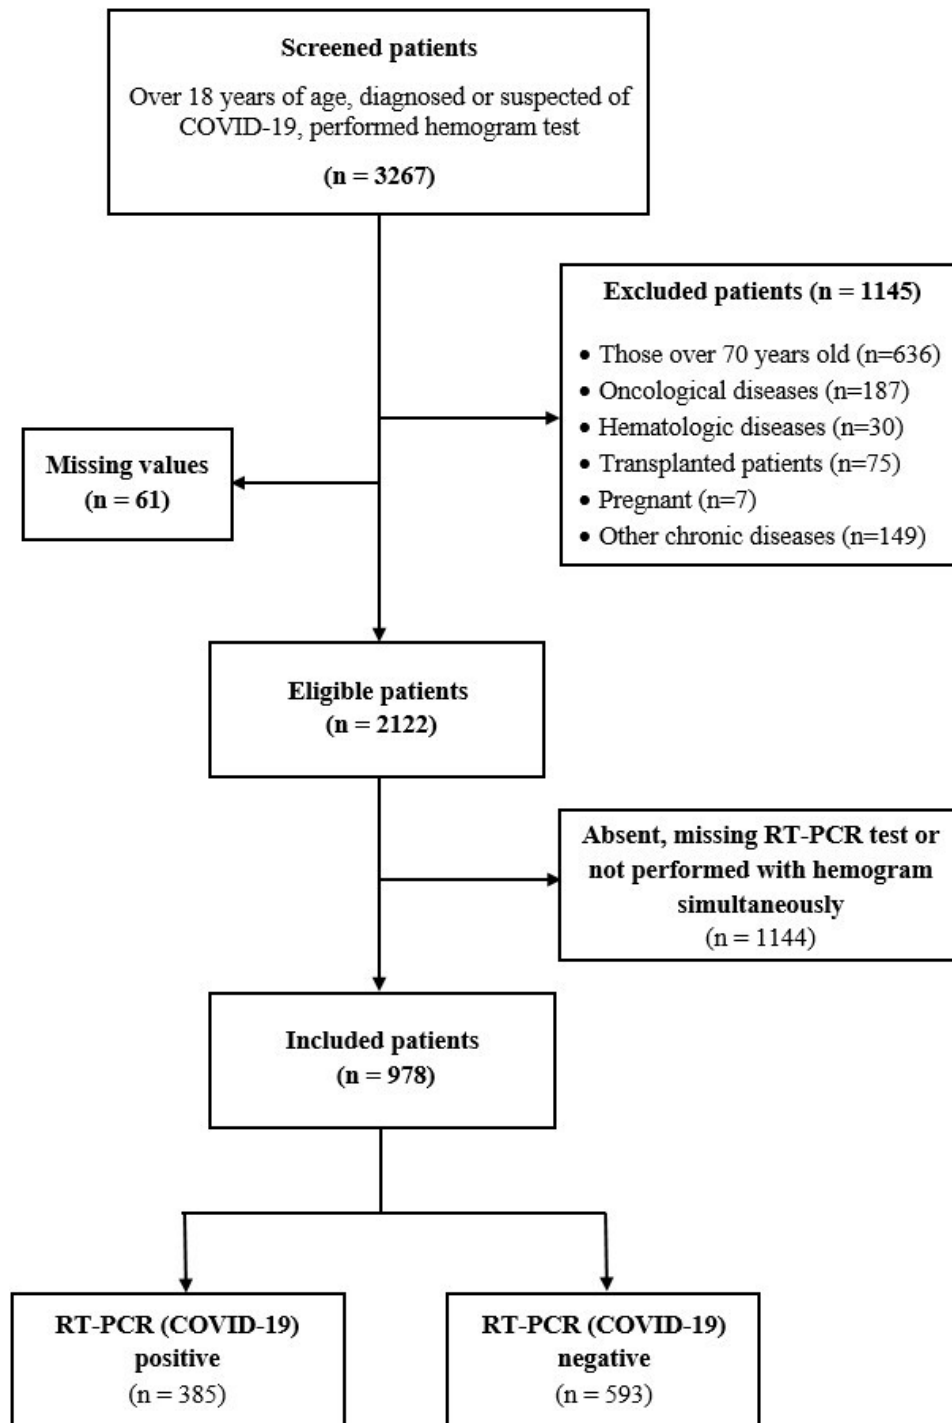 Screened patients
Over 18 years of age, diagnosed or suspected of
COVID-19, performed hemogram test
(n = 3267)
Excluded patients (n = 1145)
• Those over 70 years old (n=636)
• Oncological diseases (n=187)
• Hematologic diseases (n=30)
• Transplanted patients (n=75)
• Pregnant (n=7)
• Other chronic diseases (n=149)
Missing values
(n = 61)
Eligible patients
(n = 2122)
Absent, missing RT-PCR test or
not performed with hemogram
simultaneously
(n = 1144)
Included patients
(n = 978)
RT-PCR (COVID-19)
positive
(n = 385)
RT-PCR (COVID-19)
negative
(n = 593)